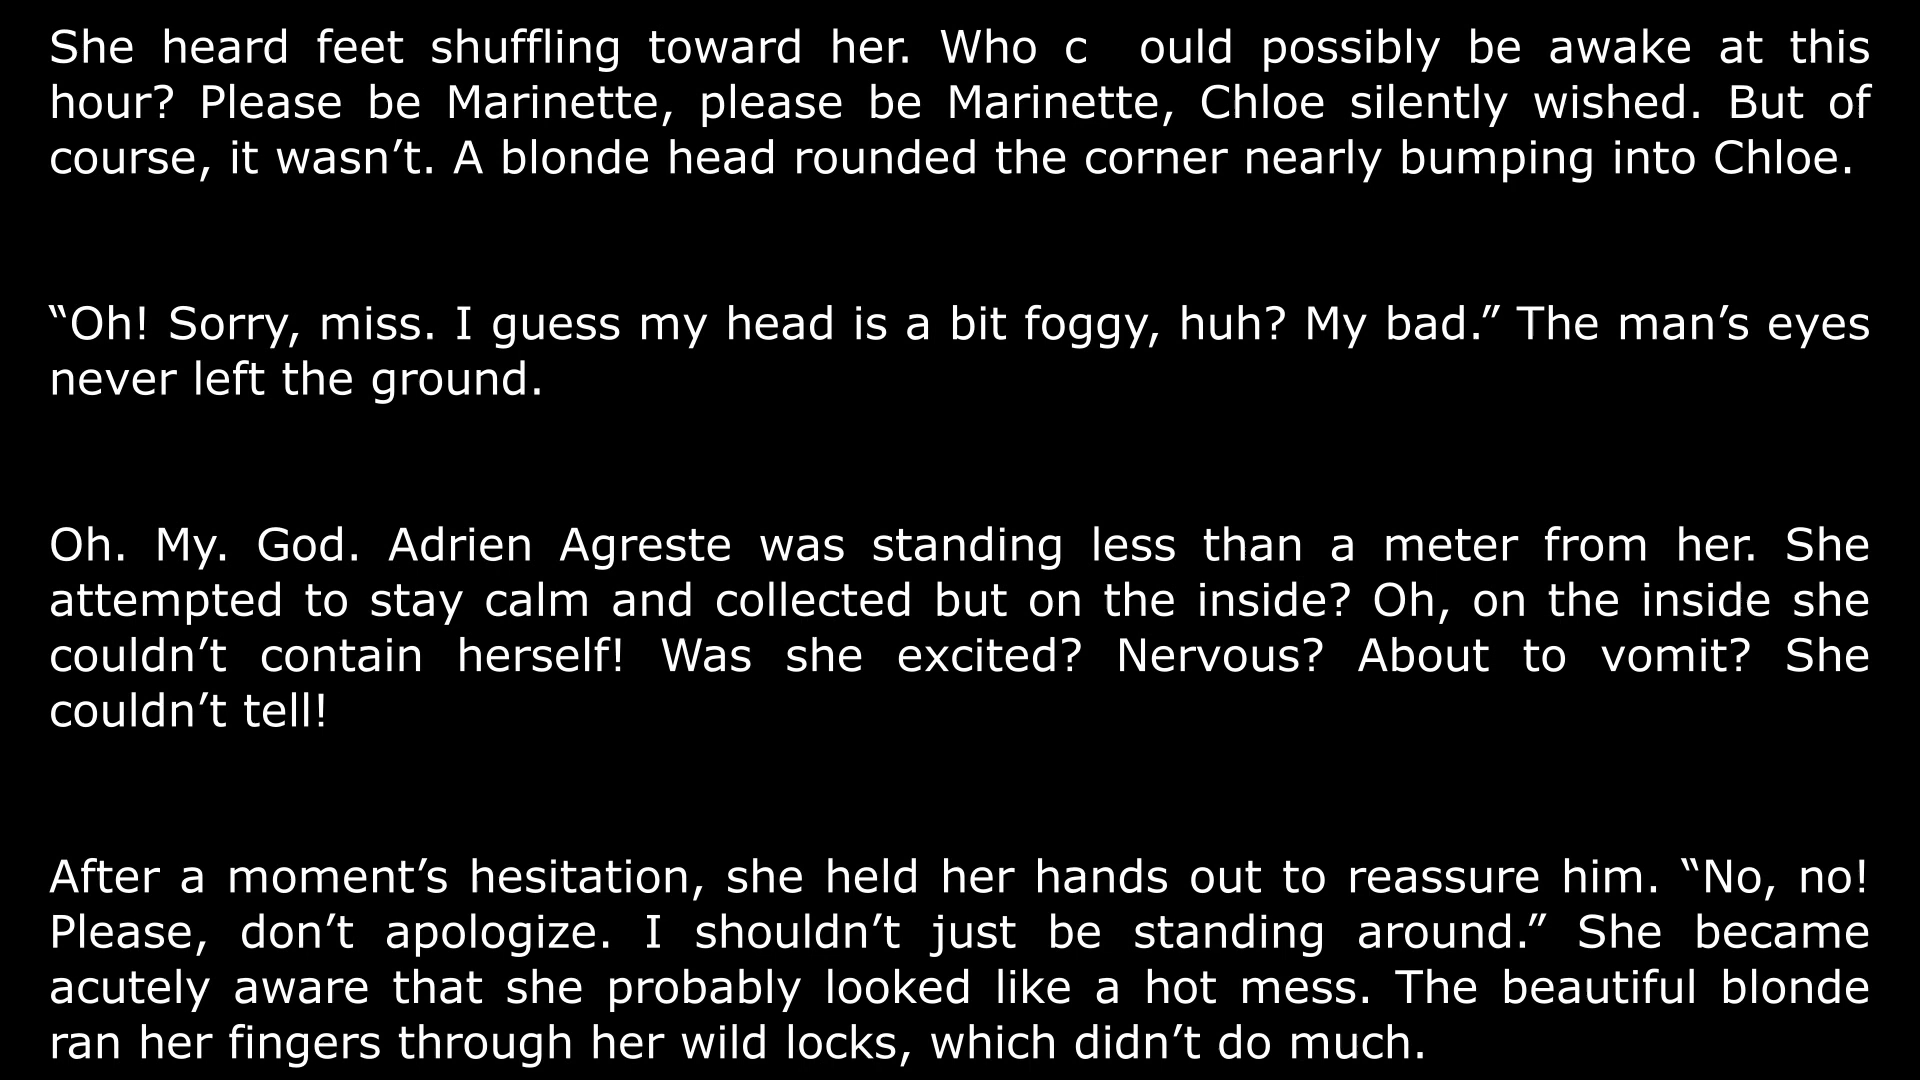 She heard feet shuffling toward her. Who c ould possibly be awake at this
hour? Please be Marinette, please be Marinette, Chloe silently wished. But of
course, it wasn’t. A blonde head rounded the corner nearly bumping into Chloe.
“Oh! Sorry, miss. I guess my head is a bit foggy, huh? My bad.” The man’s eyes
never left the ground.
Oh. My. God. Adrien Agreste was standing less than a meter from her. She
attempted to stay calm and collected but on the inside? Oh, on the inside she
couldn’t contain herself! Was she excited? Nervous? About to vomit? She
couldn’t tell!
After a moment’s hesitation, she held her hands out to reassure him. “No, no!
Please, don’t apologize. I shouldn’t just be standing around.” She became
acutely aware that she probably looked like a hot mess. The beautiful blonde
ran her fingers through her wild locks, which didn’t do much.